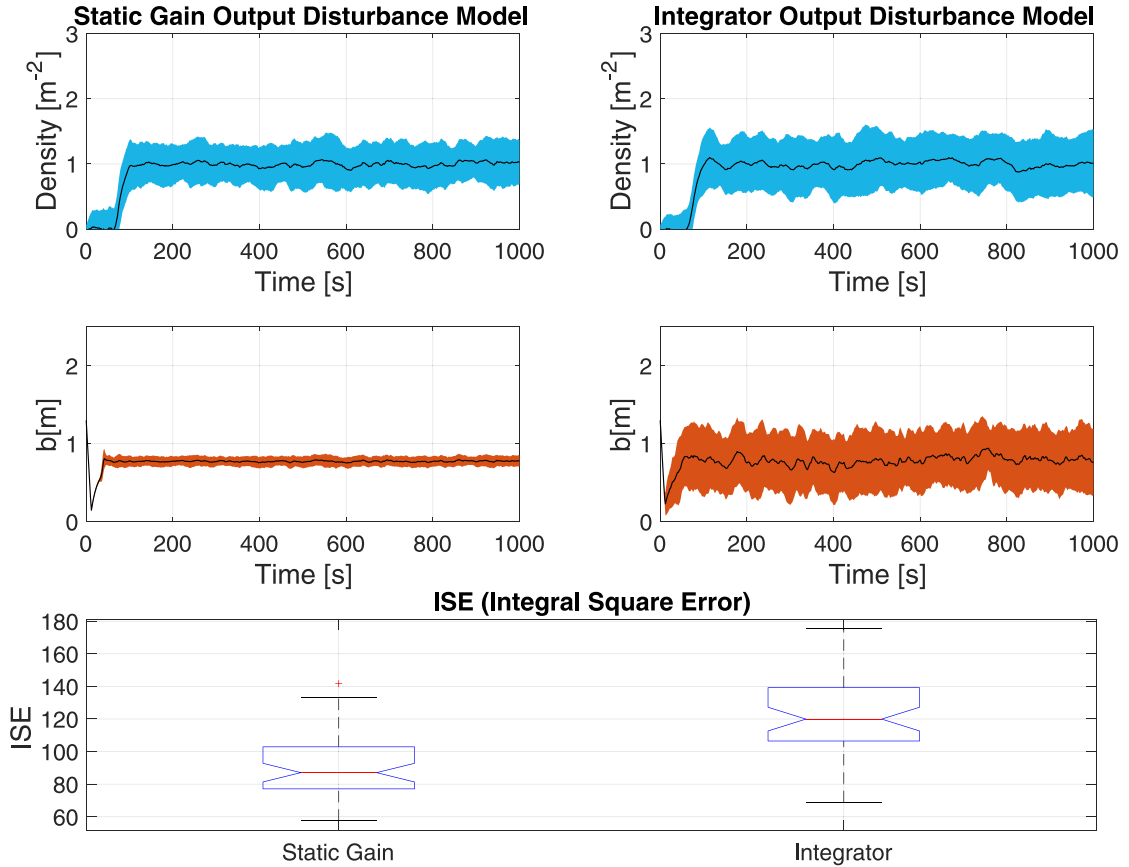 Static Gain Output Disturbance Model
Integrator Output Disturbance Model
3
2
1
0
Density [m⁻²]
0 200 400 600 800 1000
Time [s]
3
2
1
0
Density [m⁻²]
0 200 400 600 800 1000
Time [s]
2
1
0
b[m]
0 200 400 600 800 1000
Time [s]
2
1
0
b[m]
0 200 400 600 800 1000
Time [s]
ISE (Integral Square Error)
180
160
140
120
100
80
60
ISE
Static Gain
Integrator